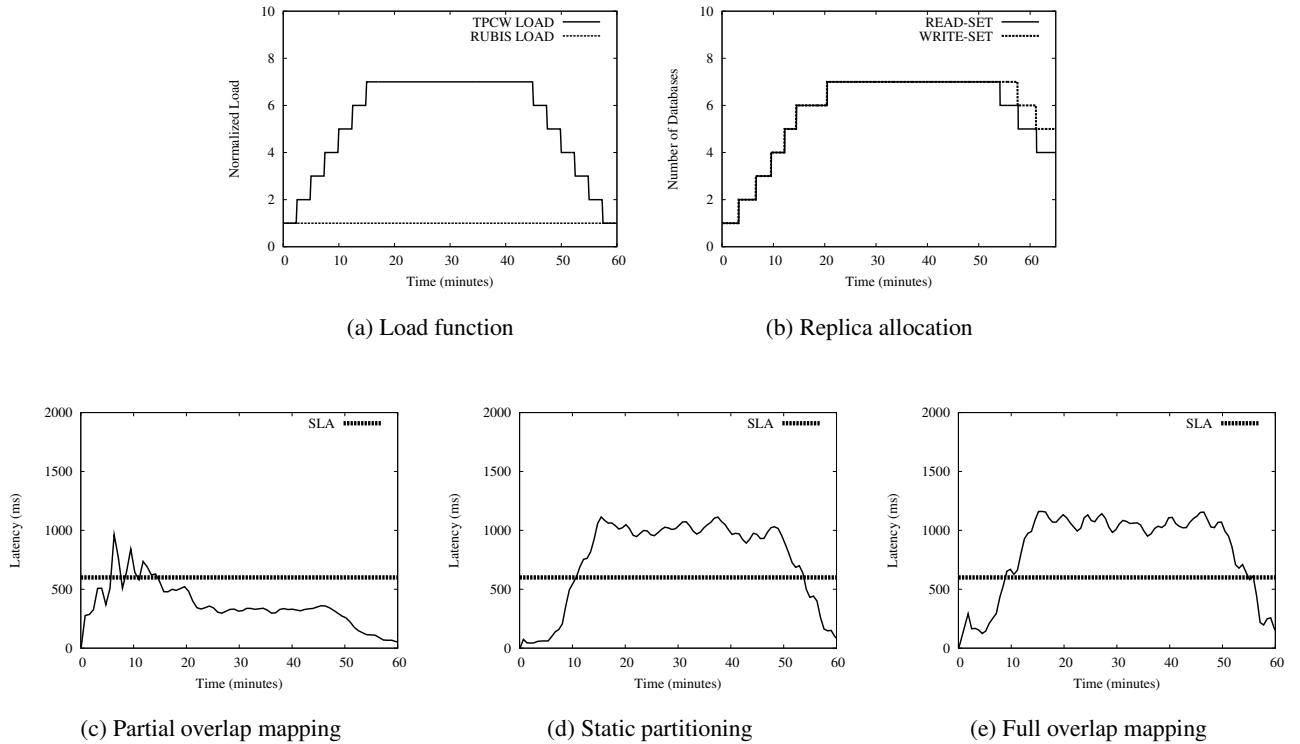 10
8
6
4
2
0
Normalized Load
TPCW LOAD
RUBIS LOAD
0 10 20 30 40 50 60
Time (minutes)
(a) Load function
10
8
6
4
2
0
Number of Databases
READ-SET
WRITE-SET
0 10 20 30 40 50 60
Time (minutes)
(b) Replica allocation
2000
1500
1000
500
0
Latency (ms)
SLA
0 10 20 30 40 50 60
Time (minutes)
(c) Partial overlap mapping
2000
1500
1000
500
0
Latency (ms)
SLA
0 10 20 30 40 50 60
Time (minutes)
(d) Static partitioning
2000
1500
1000
500
0
Latency (ms)
SLA
0 10 20 30 40 50 60
Time (minutes)
(e) Full overlap mapping